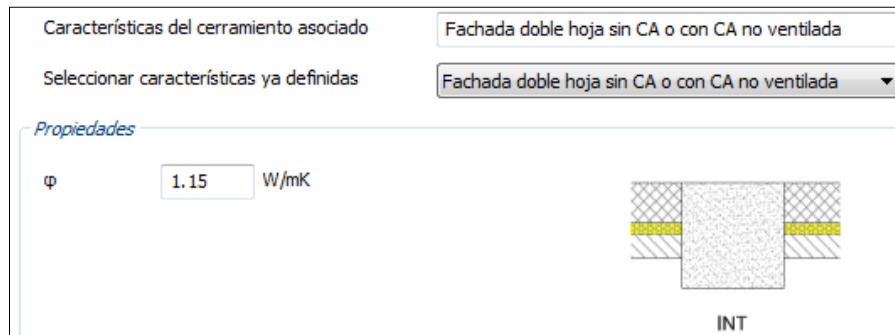 Características del cerramiento asociado Fachada doble hoja sin CA o con CA no ventilada
Seleccionar características ya definidas Fachada doble hoja sin CA o con CA no ventilada
Propiedades
φ 1.15 W/mK
INT